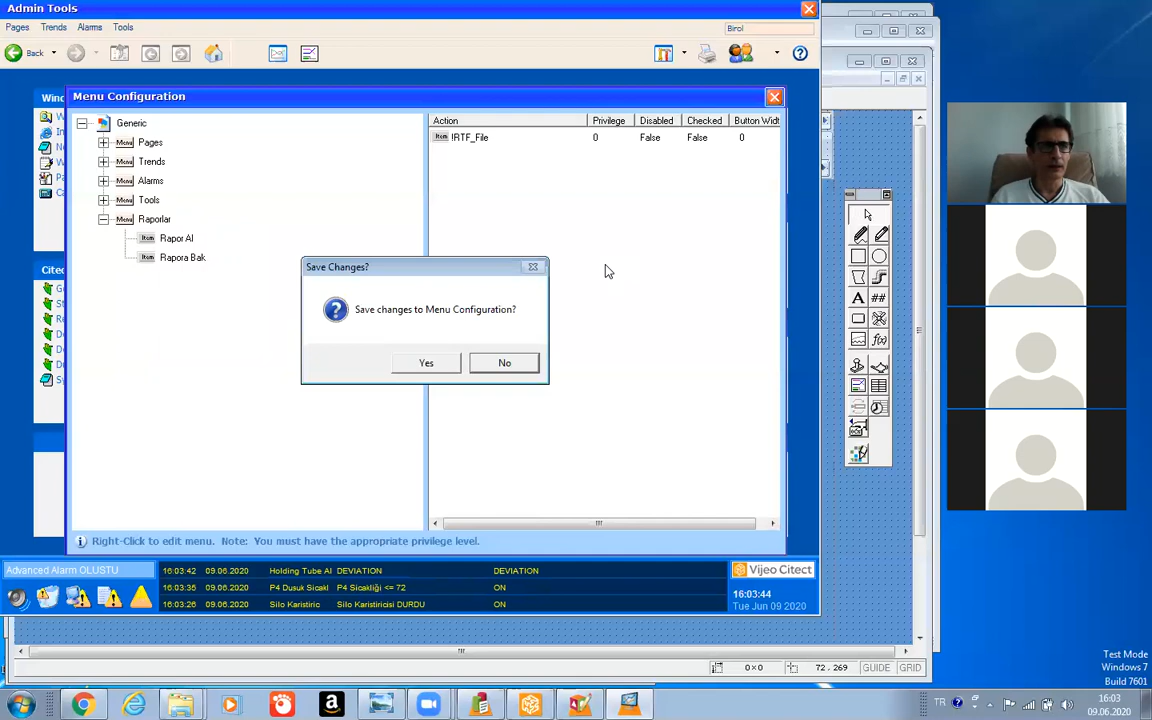 Admin Tools
Pages Trends Alarms Tools
Birol
Back
Menu Configuration
Generic
Pages
Trends
Alarms
Tools
Raporlar
Rapor Al
Rapora Bak
Action Privilege Disabled Checked Button Widt
Item !RTF_File 0 False False 0
Save Changes?
Save changes to Menu Configuration?
Yes No
Right-Click to edit menu. Note: You must have the appropriate privilege level.
Advanced Alarm OLUSTU
16:03:42 09.06.2020 Holding Tube Al DEVIATION DEVIATION
16:03:35 09.06.2020 P4 Dusuk Sicakl P4 Sicakliği <= 72 ON
16:03:26 09.06.2020 Silo Karistiric Silo Karistiricisi DURDU ON
Vijeo Citect
16:03:44
Tue Jun 09 2020
0×0 72 , 269 GUIDE GRID
Test Mode
Windows 7
Build 7601
TR
16:03
09.06.2020